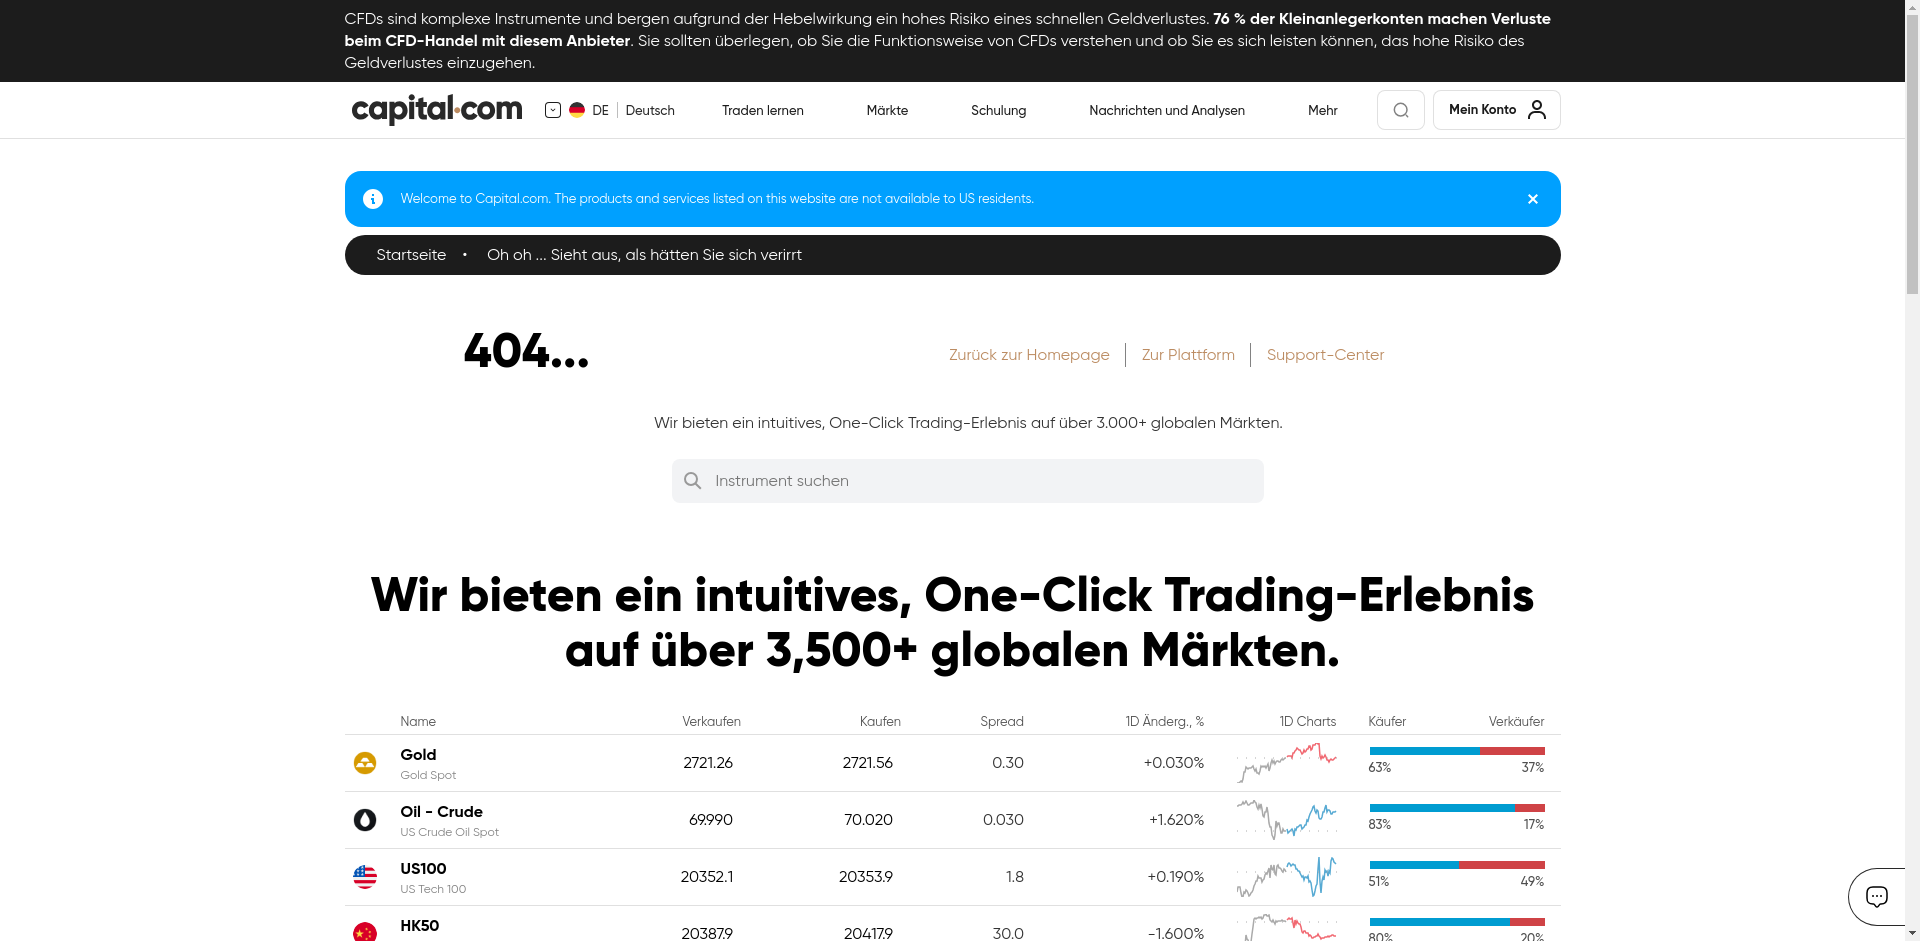 CFDs sind komplexe Instrumente und bergen aufgrund der Hebelwirkung ein hohes Risiko eines schnellen Geldverlustes. 76 % der Kleinanlegerkonten machen Verluste
beim CFD-Handel mit diesem Anbieter. Sie sollten überlegen, ob Sie die Funktionsweise von CFDs verstehen und ob Sie es sich leisten können, das hohe Risiko des
Geldverlustes einzugehen.
capital.com DE Deutsch Traden lernen Märkte Schulung Nachrichten und Analysen Mehr Mein Konto
Welcome to Capital.com. The products and services listed on this website are not available to US residents.
Startseite • Oh oh ... Sieht aus, als hätten Sie sich verirrt
404...
Zurück zur Homepage Zur Plattform Support-Center
Wir bieten ein intuitives, One-Click Trading-Erlebnis auf über 3.000+ globalen Märkten.
Instrument suchen
Wir bieten ein intuitives, One-Click Trading-Erlebnis
auf über 3,500+ globalen Märkten.
Name Verkaufen Kaufen Spread 1D Änderg., % 1D Charts Käufer Verkäufer
Gold
Gold Spot
2721.26 2721.56 0.30 +0.030% 63% 37%
Oil - Crude
US Crude Oil Spot
69.990 70.020 0.030 +1.620% 83% 17%
US100
US Tech 100
20352.1 20353.9 1.8 +0.190% 51% 49%
HK50
20387.9 20417.9 30.0 -1.600% 80% 20%